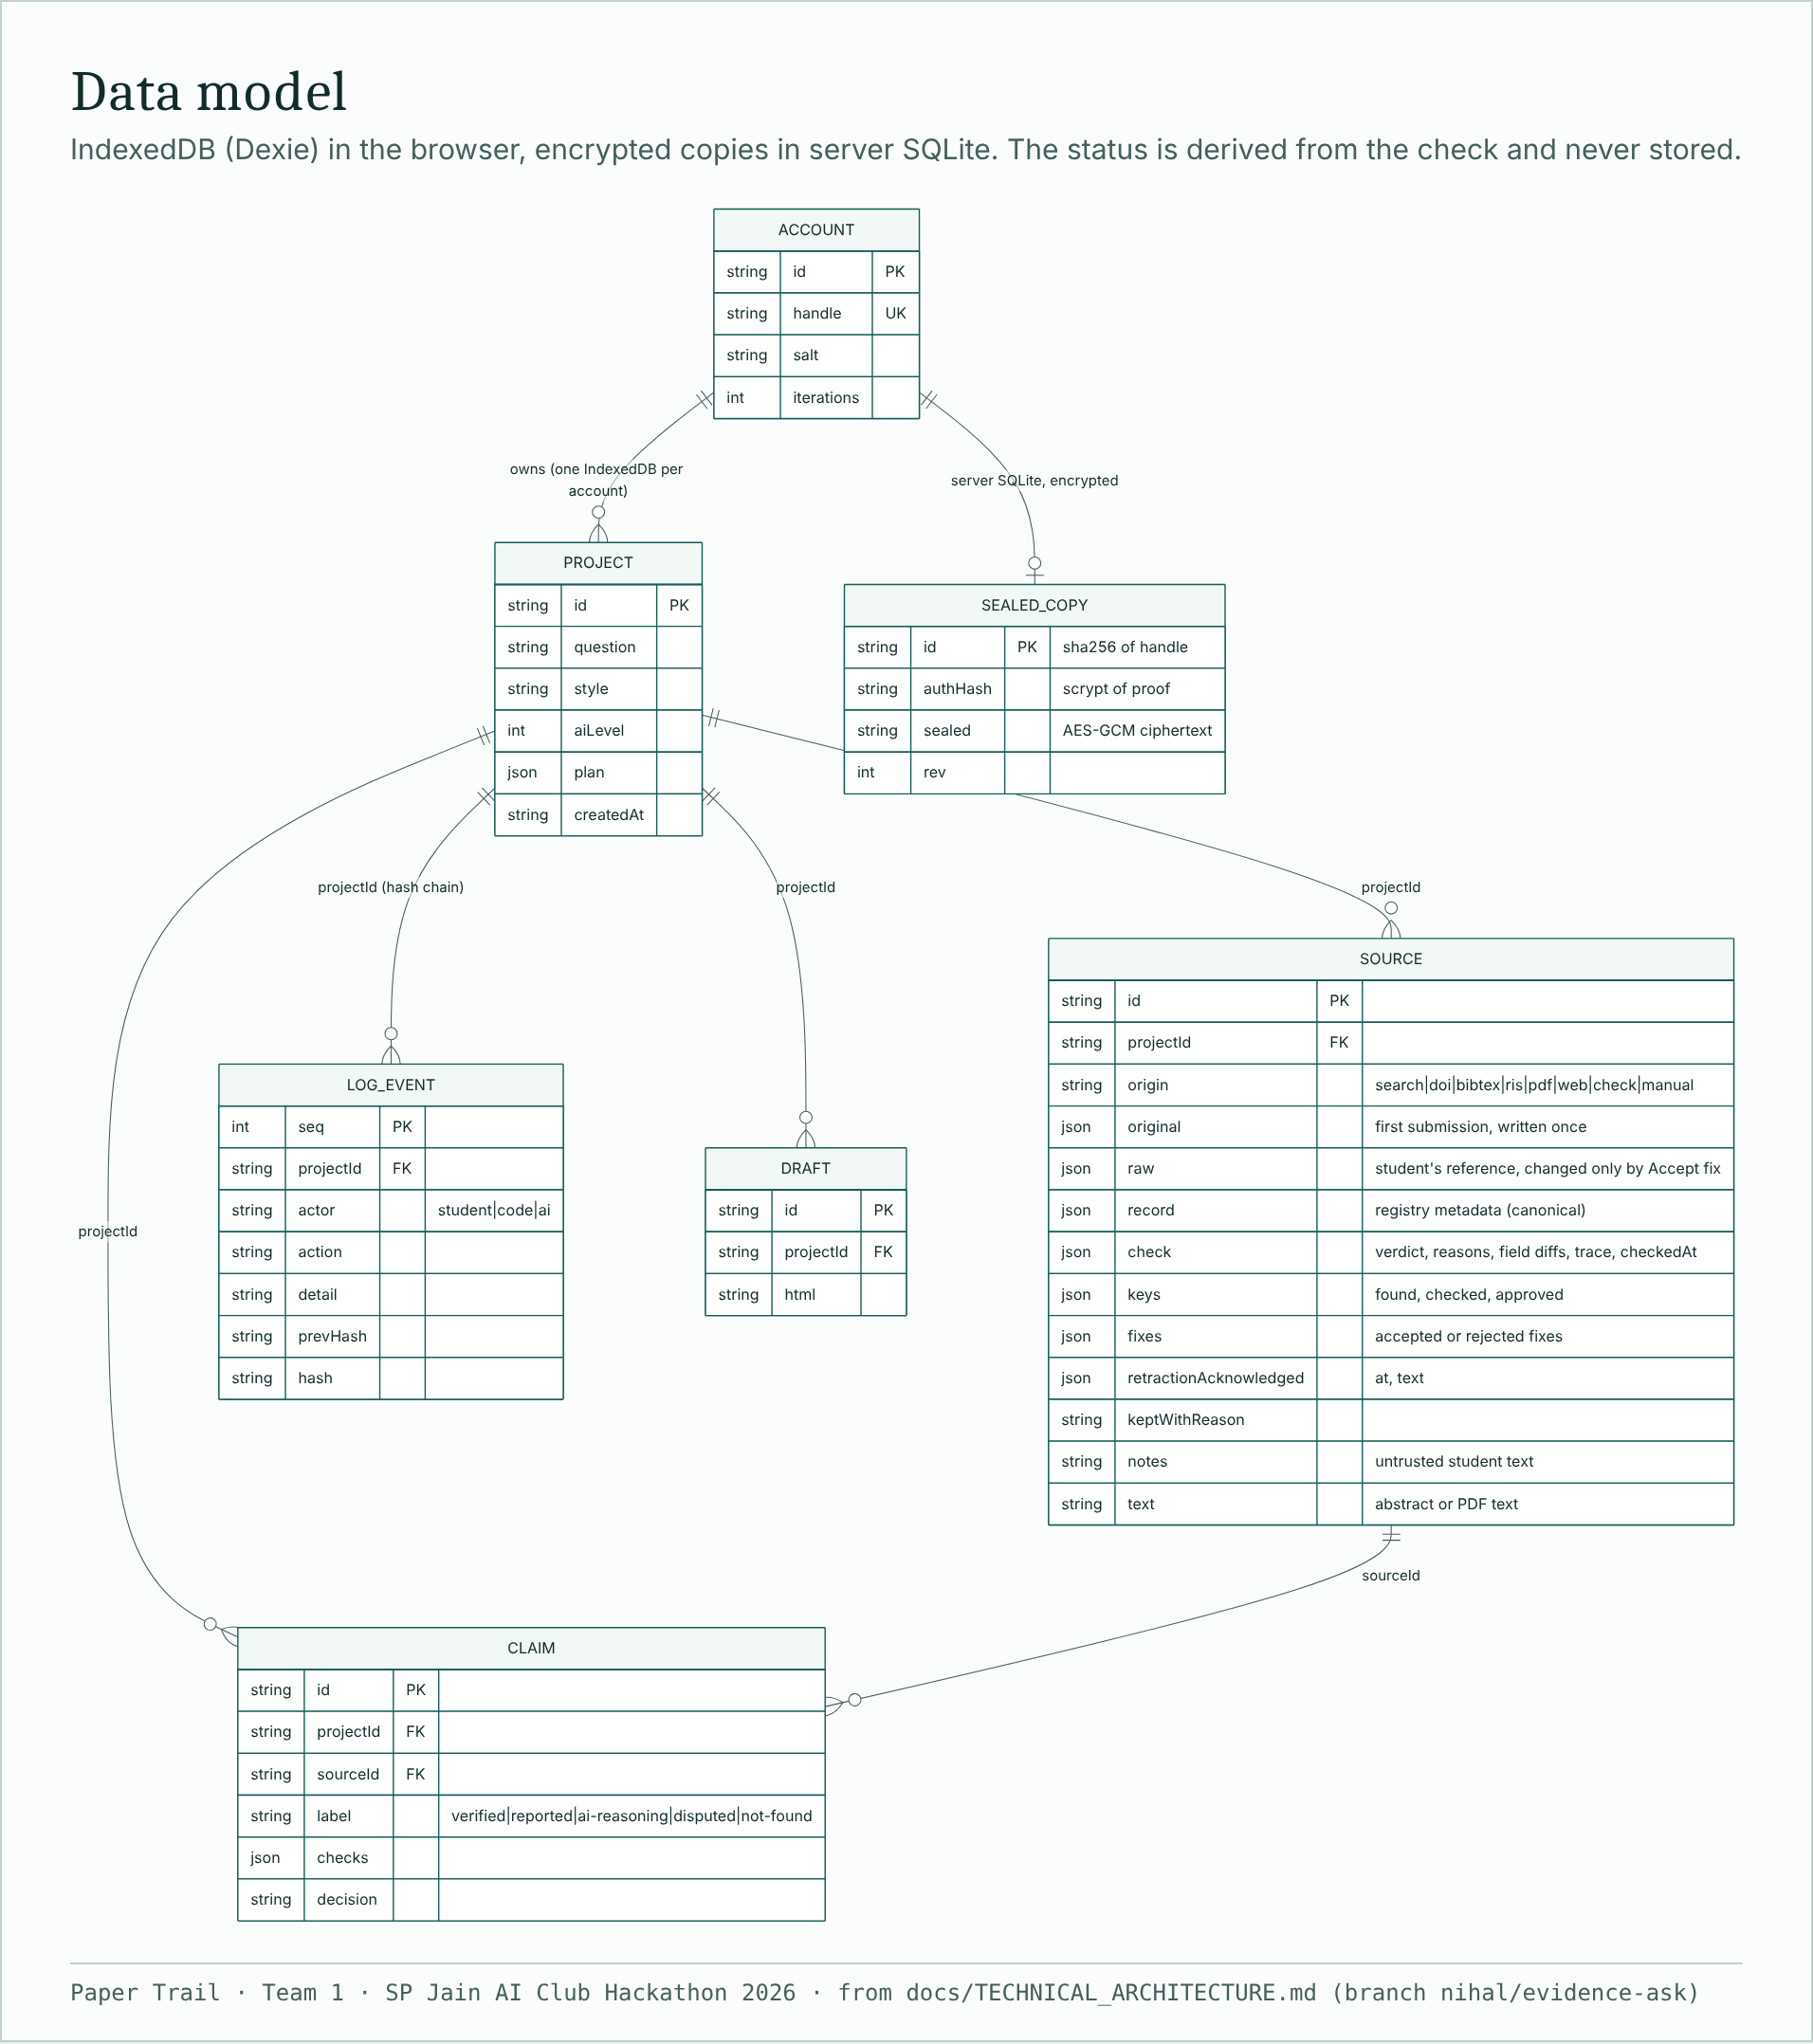 Data model
IndexedDB (Dexie) in the browser, encrypted copies in server SQLite. The status is derived from the check and never stored.
ACCOUNT
string id PK
string handle UK
string salt
int iterations
owns (one IndexedDB per
account)
server SQLite, encrypted
PROJECT
string id PK
string question
string style
int aiLevel
json plan
string createdAt
SEALED_COPY
string id PK sha256 of handle
string authHash scrypt of proof
string sealed AES-GCM ciphertext
int rev
projectId (hash chain)
projectId
projectId
projectId
LOG_EVENT
int seq PK
string projectId FK
string actor student|code|ai
string action
string detail
string prevHash
string hash
DRAFT
string id PK
string projectId FK
string html
SOURCE
string id PK
string projectId FK
string origin search|doi|bibtex|ris|pdf|web|check|manual
json original first submission, written once
json raw student's reference, changed only by Accept fix
json record registry metadata (canonical)
json check verdict, reasons, field diffs, trace, checkedAt
json keys found, checked, approved
json fixes accepted or rejected fixes
json retractionAcknowledged at, text
string keptWithReason
string notes untrusted student text
string text abstract or PDF text
sourceId
CLAIM
string id PK
string projectId FK
string sourceId FK
string label verified|reported|ai-reasoning|disputed|not-found
json checks
string decision
Paper Trail · Team 1 · SP Jain AI Club Hackathon 2026 · from docs/TECHNICAL_ARCHITECTURE.md (branch nihal/evidence-ask)